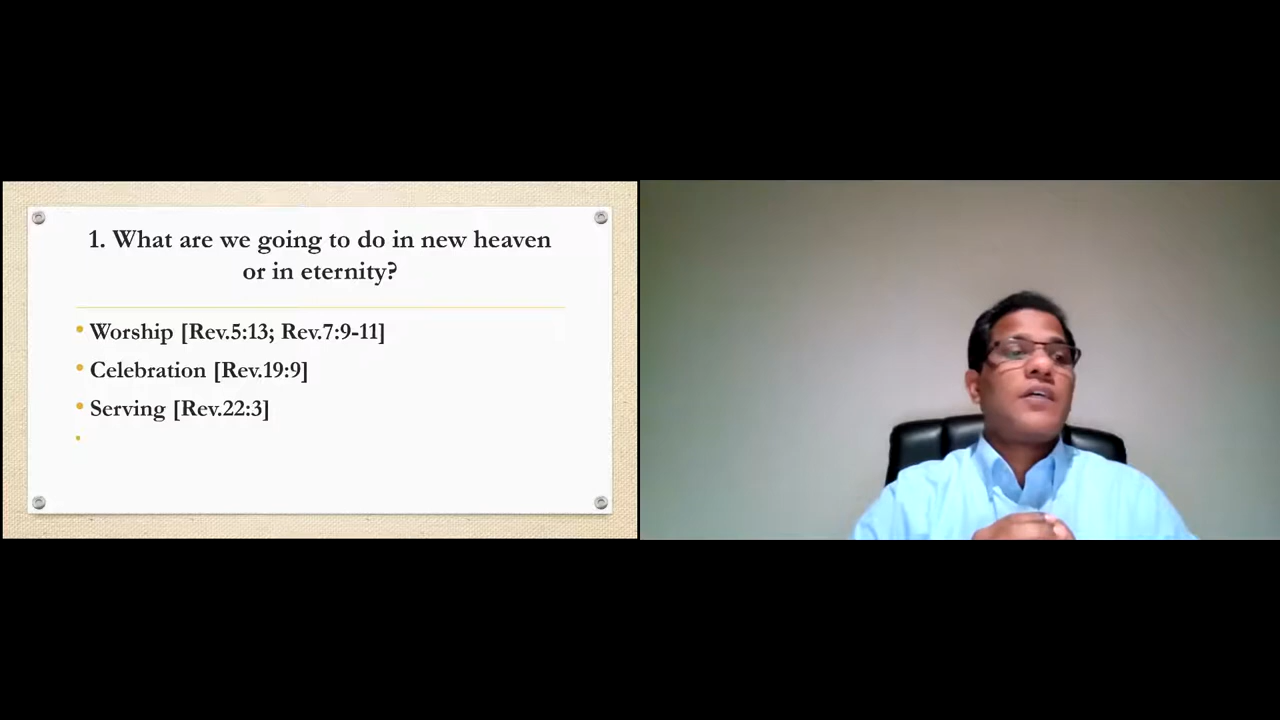 1. What are we going to do in new heaven
or in eternity?
• Worship [Rev.5:13; Rev.7:9-11]
• Celebration [Rev.19:9]
• Serving [Rev.22:3]
•